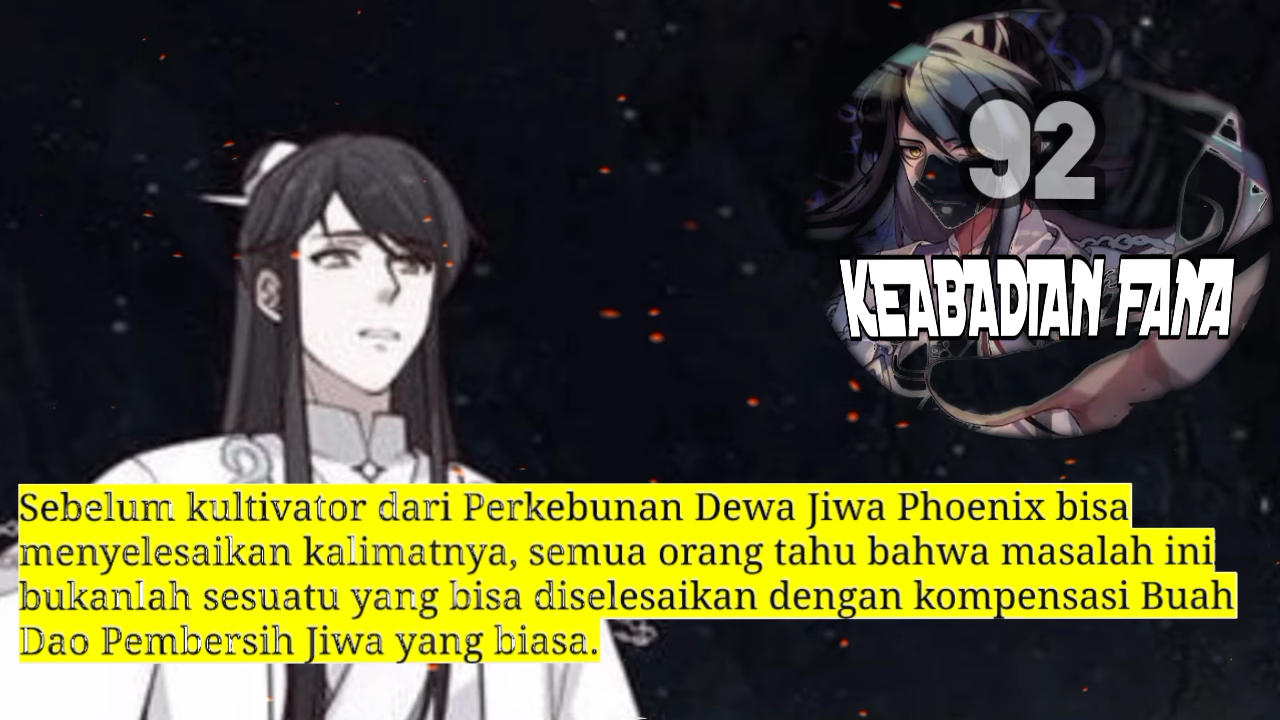 92
KEABADIAN FANA
Sebelum kultivator dari Perkebunan Dewa Jiwa Phoenix bisa
menyelesaikan kalimatnya, semua orang tahu bahwa masalah ini
bukanlah sesuatu yang bisa diselesaikan dengan kompensasi Buah
Dao Pembersih Jiwa yang biasa.